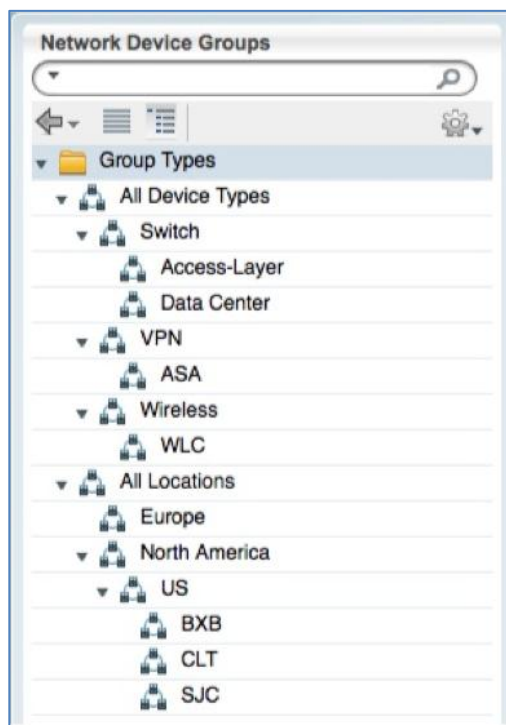 Network Device Groups
Group Types
All Device Types
Switch
Access-Layer
Data Center
VPN
ASA
Wireless
WLC
All Locations
Europe
North America
US
BXB
CLT
SJC